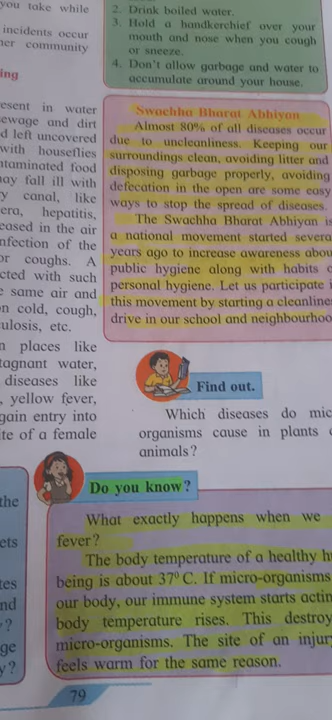 you take while
incidents occur
community
ing
esent in water
ewage and dirt
d left uncovered
with houseflies
ntaminated food
may fall ill with
y canal, like
era, hepatitis,
eased in the air
nfection of the
or coughs. A
cted with such
e same air and
n cold, cough,
ulosis, etc.
n places like
tagnant water,
diseases like
, yellow fever,
gain entry into
te of a female
the
ets
tes
nd
?
ge
y?
2. Drink boiled water.
3. Hold a handkerchief over your
mouth and nose when you cough
or sneeze.
4. Don't allow garbage and water to
accumulate around your house.
Swachha Bharat Abhiyan
Almost 80% of all diseases occur
due to uncleanliness. Keeping our
surroundings clean, avoiding litter and
disposing garbage properly, avoiding
defecation in the open are some easy
ways to stop the spread of diseases.
The Swachha Bharat Abhiyan is
a national movement started severa
years ago to increase awareness abou
public hygiene along with habits o
personal hygiene. Let us participate i
this movement by starting a cleanline
drive in our school and neighbourhoo
Find out.
Which diseases do mic
organisms cause in plants
animals?
Do you know?
What exactly happens when we
fever?
The body temperature of a healthy h
being is about 37⁰ C. If micro-organisms
our body, our immune system starts actin
body temperature rises. This destroy
micro-organisms. The site of an injur
feels warm for the same reason.
79